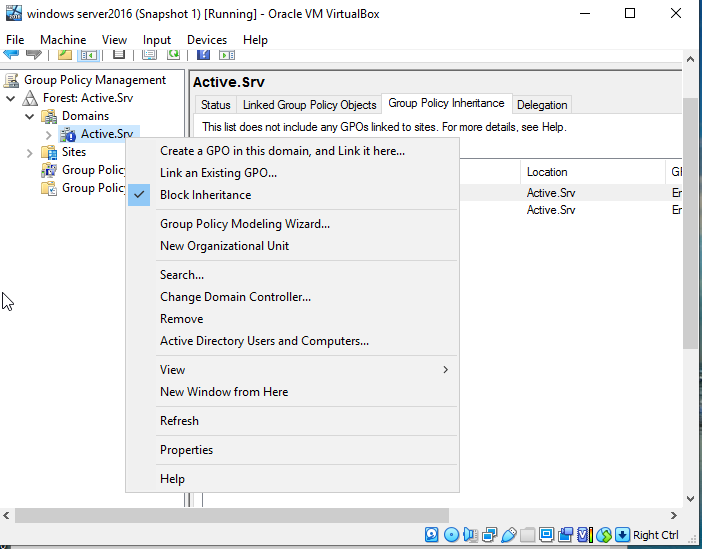 windows server2016 (Snapshot 1) [Running] - Oracle VM VirtualBox
File Machine View Input Devices Help
Group Policy Management
Forest: Active.Srv
Domains
Active.Srv
Sites
Group Policy
Group Policy
Active.Srv
Status Linked Group Policy Objects Group Policy Inheritance Delegation
This list does not include any GPOs linked to sites. For more details, see Help.
Location
Active.Srv
Active.Srv
Create a GPO in this domain, and Link it here...
Link an Existing GPO...
Block Inheritance
Group Policy Modeling Wizard...
New Organizational Unit
Search...
Change Domain Controller...
Remove
Active Directory Users and Computers...
View
New Window from Here
Refresh
Properties
Help
Right Ctrl